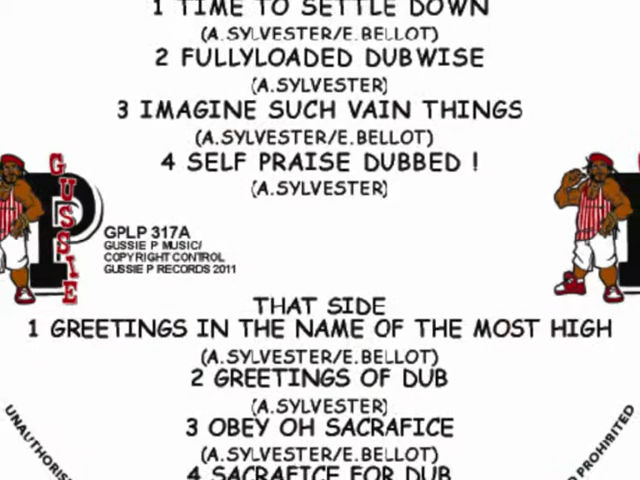 1 TIME TO SETTLE DOWN
(A.SYLVESTER/E.BELLOT)
2 FULLYLOADED DUBWISE
(A.SYLVESTER)
3 IMAGINE SUCH VAIN THINGS
(A.SYLVESTER/E.BELLOT)
4 SELF PRAISE DUBBED !
(A.SYLVESTER)
P
GUSSIE
GPLP 317A
GUSSIE P MUSIC/
COPYRIGHT CONTROL
GUSSIE P RECORDS 2011
THAT SIDE
1 GREETINGS IN THE NAME OF THE MOST HIGH
(A.SYLVESTER/E.BELLOT)
2 GREETINGS OF DUB
(A.SYLVESTER)
3 OBEY OH SACRAFICE
(A.SYLVESTER/E.BELLOT)
4 SACRAFICE FOR DUB
PROHIBITED